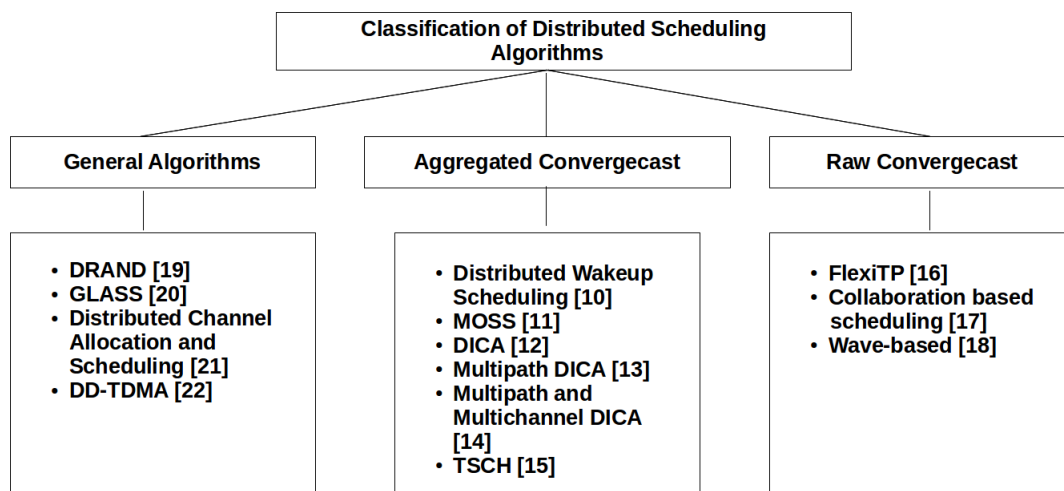 Classification of Distributed Scheduling
Algorithms
General Algorithms
Aggregated Convergecast
Raw Convergecast
• DRAND [19]
• GLASS [20]
• Distributed Channel
Allocation and
Scheduling [21]
• DD-TDMA [22]
• Distributed Wakeup
Scheduling [10]
• MOSS [11]
• DICA [12]
• Multipath DICA [13]
• Multipath and
Multichannel DICA
[14]
• TSCH [15]
• FlexiTP [16]
• Collaboration based
scheduling [17]
• Wave-based [18]